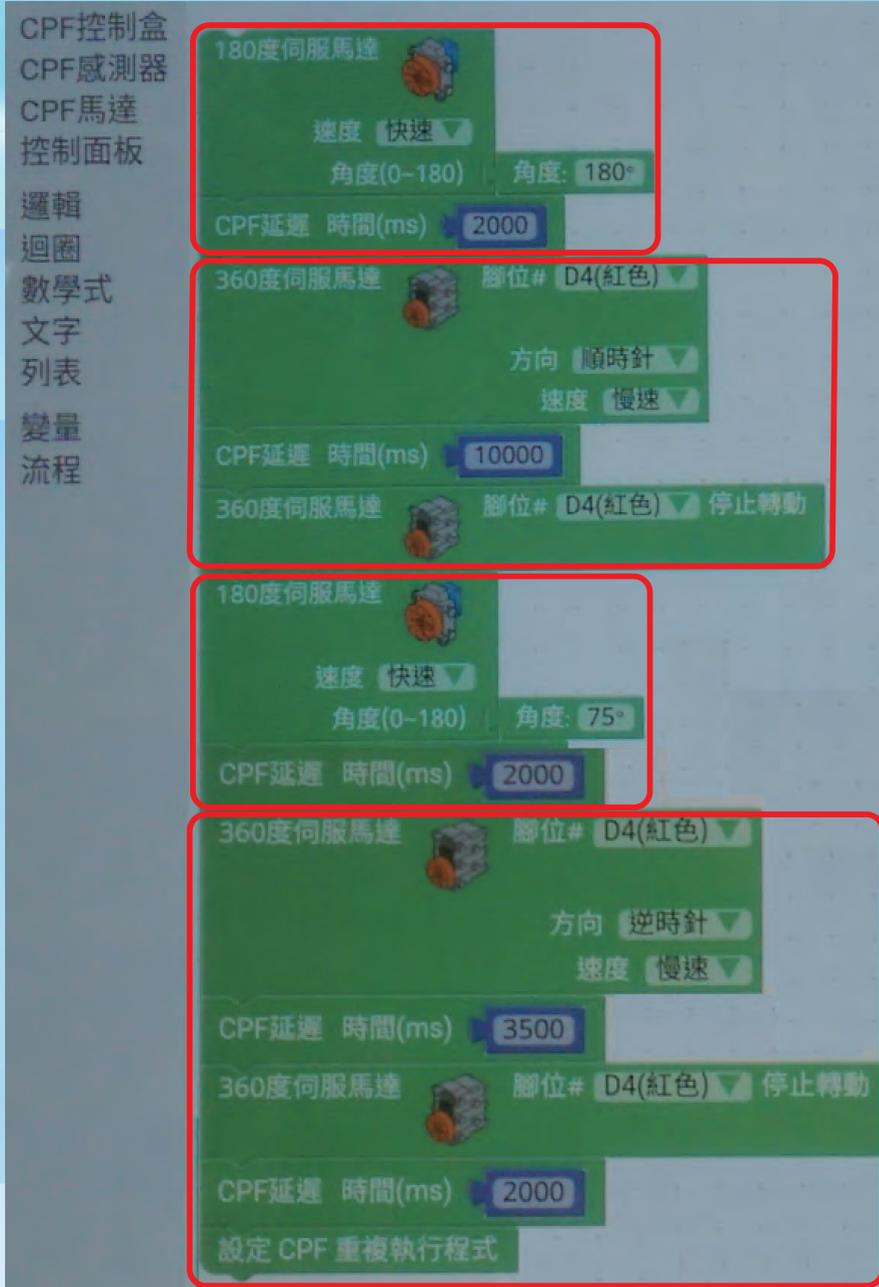 CPF控制盒
CPF感測器
CPF馬達
控制面板
邏輯
迴圈
數學式
文字
列表
變量
流程
180度伺服馬達
速度 快速
角度(0~180) 角度: 180°
CPF延遲 時間(ms) 2000
360度伺服馬達 腳位# D4(紅色)
方向 順時針
速度 慢速
CPF延遲 時間(ms) 10000
360度伺服馬達 腳位# D4(紅色) 停止轉動
180度伺服馬達
速度 快速
角度(0~180) 角度: 75°
CPF延遲 時間(ms) 2000
360度伺服馬達 腳位# D4(紅色)
方向 逆時針
速度 慢速
CPF延遲 時間(ms) 3500
360度伺服馬達 腳位# D4(紅色) 停止轉動
CPF延遲 時間(ms) 2000
設定 CPF 重複執行程式